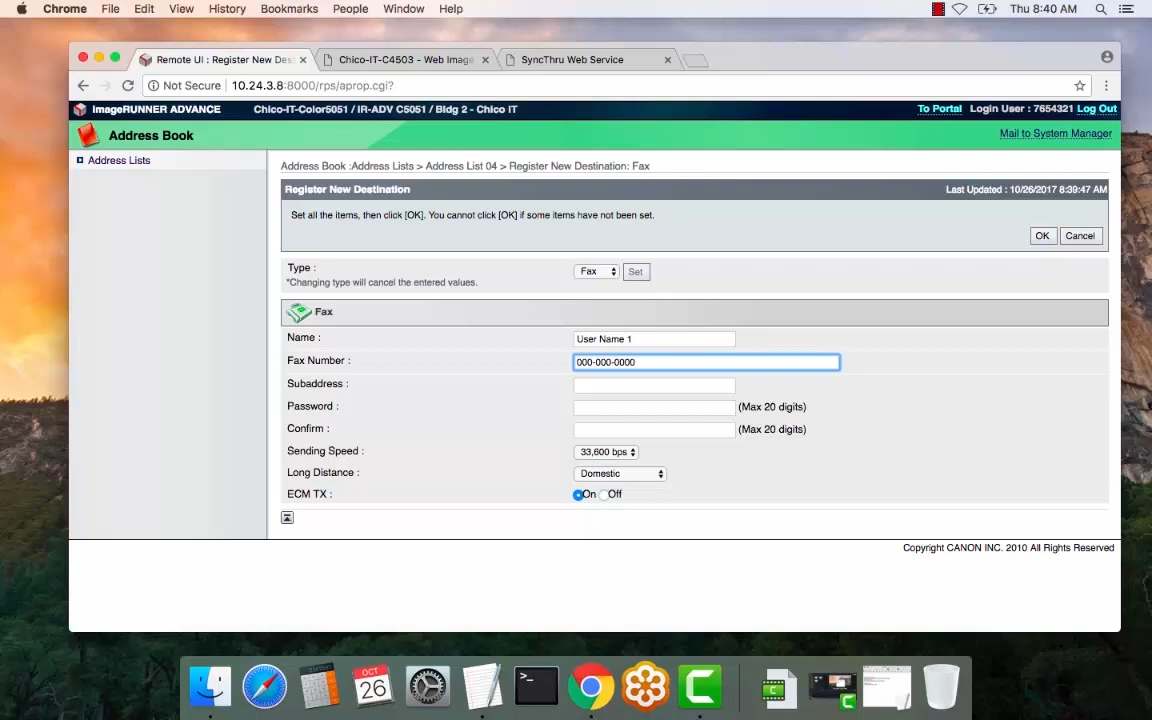 Chrome File Edit View History Bookmarks People Window Help Thu 8:40 AM
Remote UI : Register New Des Chico-IT-C4503 - Web Image SyncThru Web Service
Not Secure 10.24.3.8:8000/rps/aprop.cgi?
imageRUNNER ADVANCE Chico-IT-Color5051 / IR-ADV C5051 / Bldg 2 - Chico IT To Portal Login User : 7654321 Log Out
Address Book Mail to System Manager
Address Lists
Address Book :Address Lists > Address List 04 > Register New Destination: Fax
Register New Destination Last Updated : 10/26/2017 8:39:47 AM
Set all the items, then click [OK]. You cannot click [OK] if some items have not been set.
OK Cancel
Type :
Fax Set
*Changing type will cancel the entered values.
Fax
Name : User Name 1
Fax Number : 000-000-0000
Subaddress :
Password : (Max 20 digits)
Confirm : (Max 20 digits)
Sending Speed : 33,600 bps
Long Distance : Domestic
ECM TX : On Off
Copyright CANON INC. 2010 All Rights Reserved
OCT
26